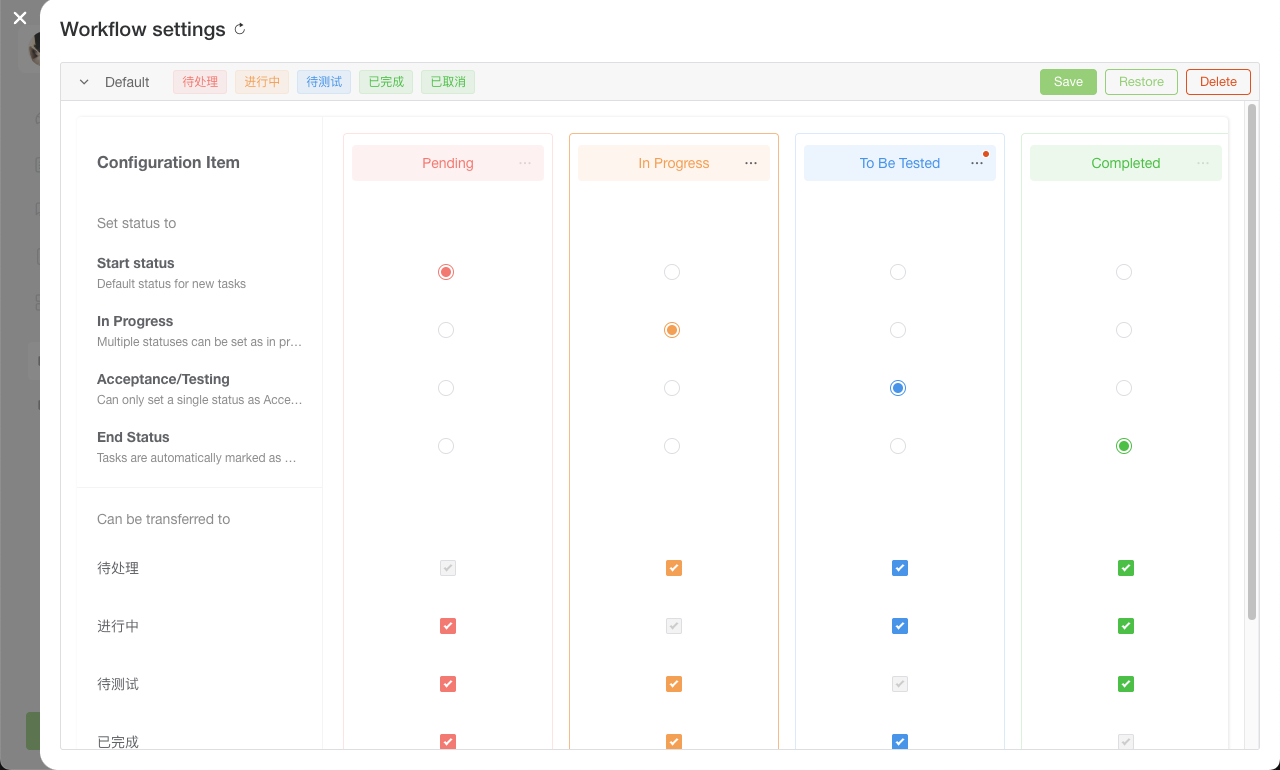 Workflow settings
Default 待处理 进行中 待测试 已完成 已取消 Save Restore Delete
Configuration Item Pending ... In Progress ... To Be Tested ... Completed ...
Set status to
Start status
Default status for new tasks
In Progress
Multiple statuses can be set as in pr...
Acceptance/Testing
Can only set a single status as Acce...
End Status
Tasks are automatically marked as ...
Can be transferred to
待处理
进行中
待测试
已完成